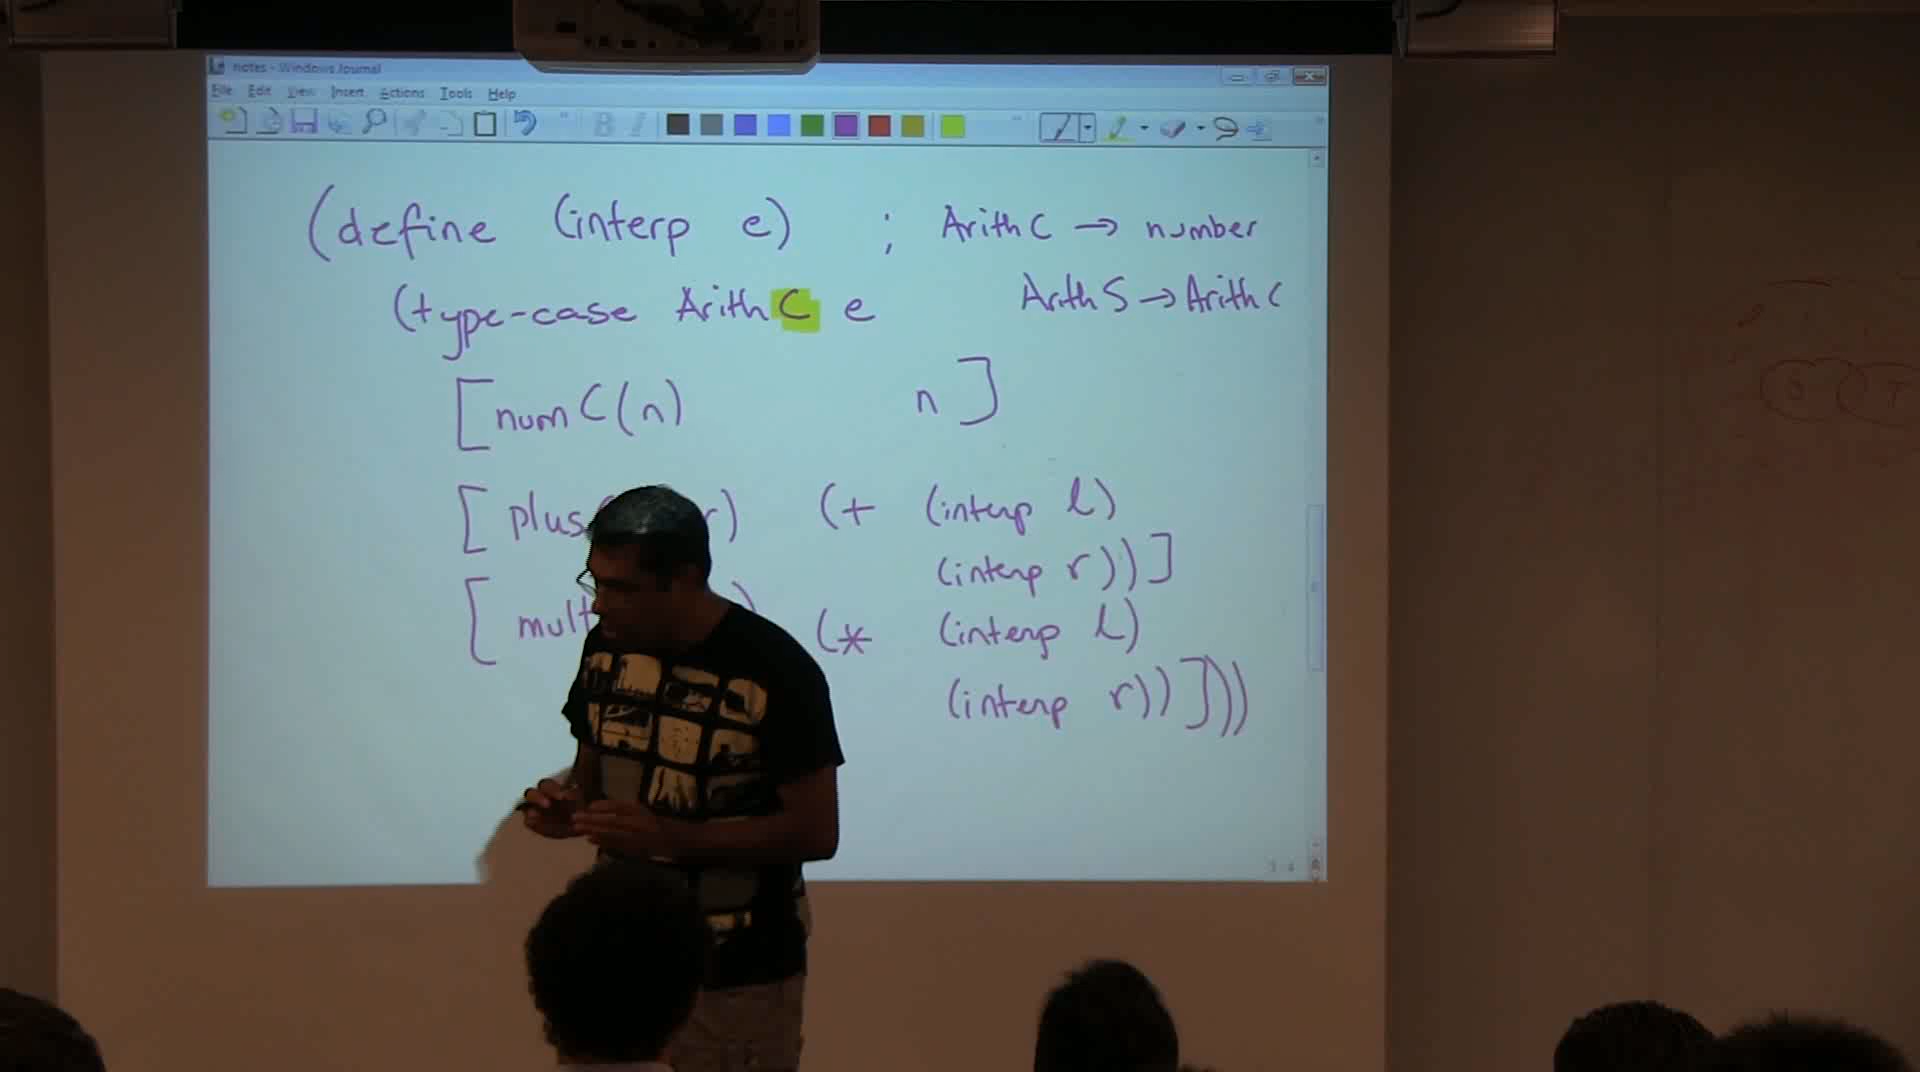 notes - Windows Journal
File Edit View Insert Actions Tools Help
(define (interp e) ; ArithC → number
(type-case ArithC e ArithS → ArithC
[numC(n) n]
[plus r) (+ (interp l)
(interp r))]
[mult ) (* (interp l)
(interp r))]))
S T